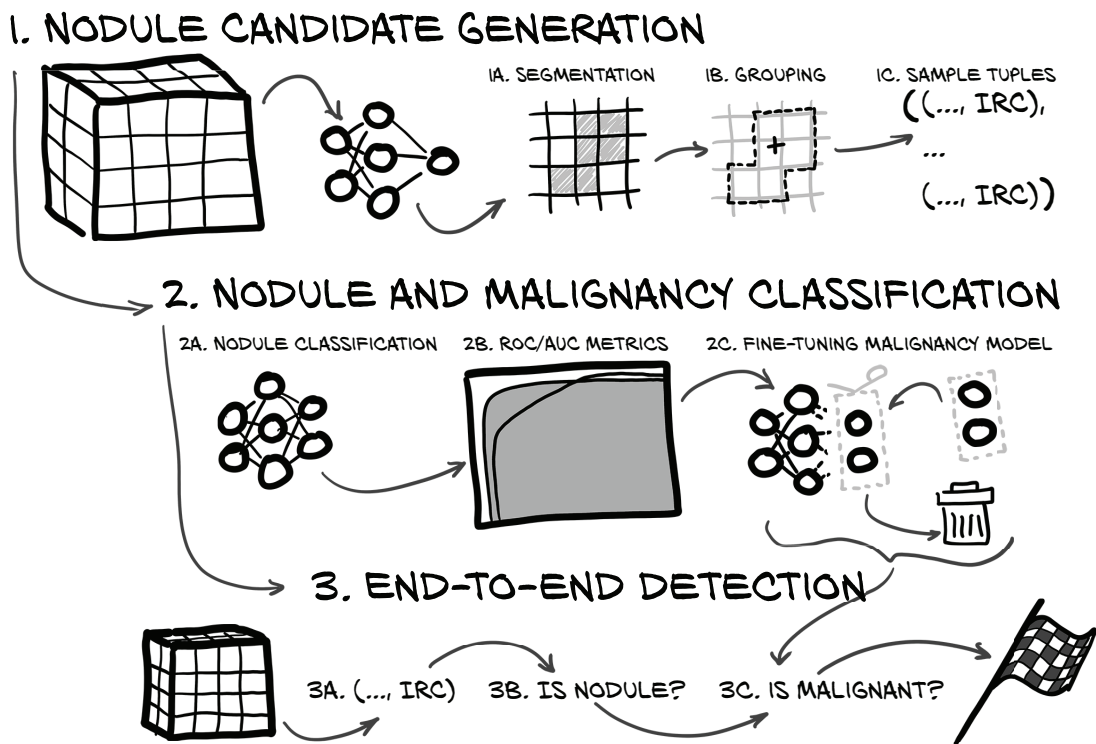 1. NODULE CANDIDATE GENERATION
1A. SEGMENTATION
1B. GROUPING
1C. SAMPLE TUPLES
((..., IRC),
...
(..., IRC))
2. NODULE AND MALIGNANCY CLASSIFICATION
2A. NODULE CLASSIFICATION
2B. ROC/AUC METRICS
2C. FINE-TUNING MALIGNANCY MODEL
3. END-TO-END DETECTION
3A. (..., IRC)
3B. IS NODULE?
3C. IS MALIGNANT?